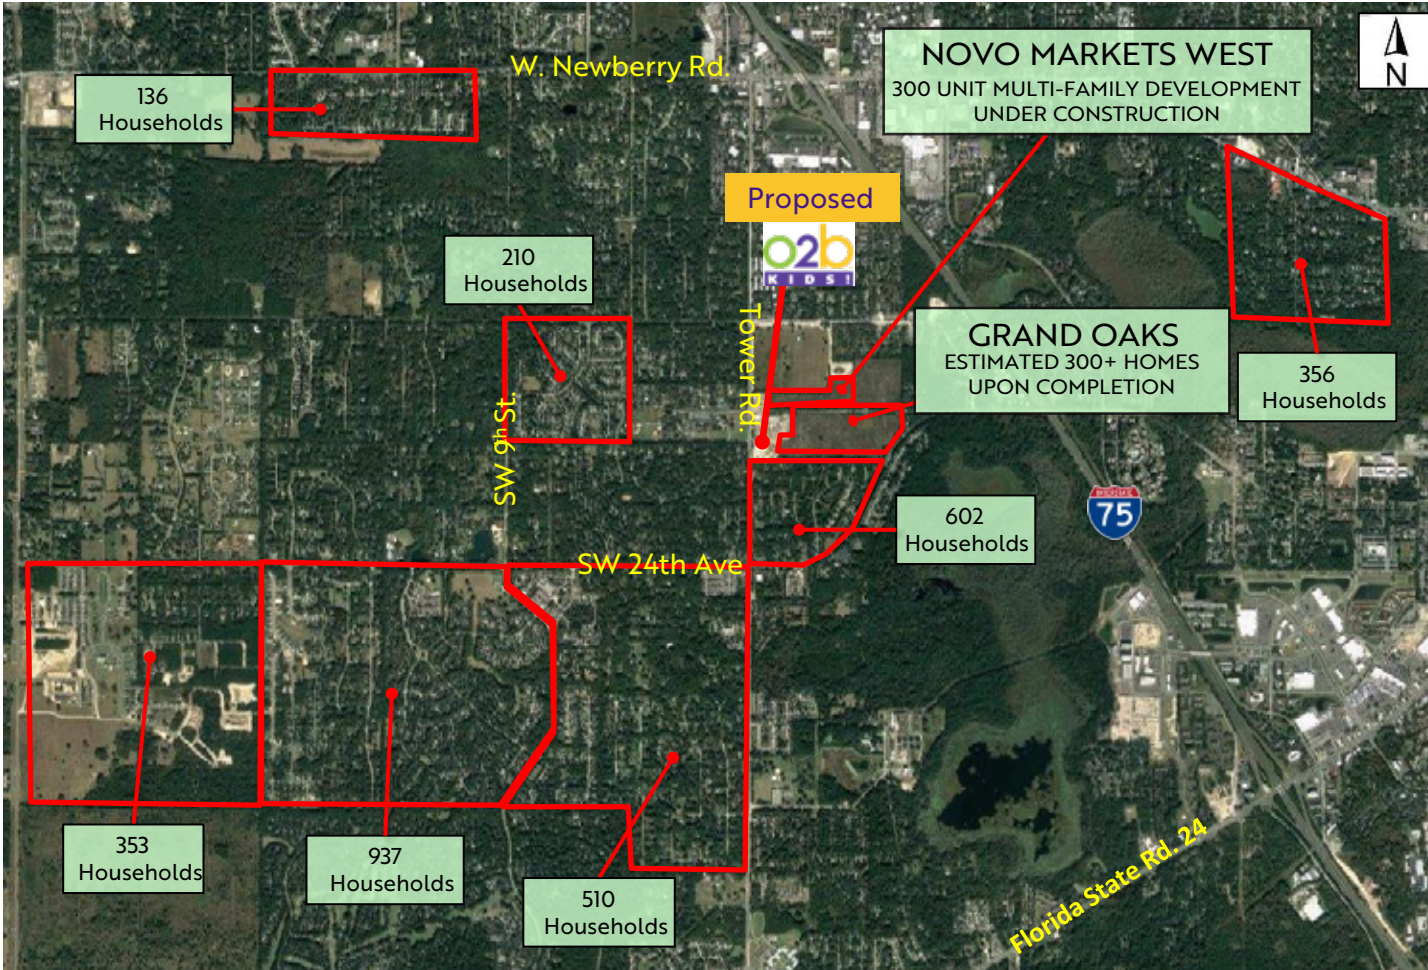 W. Newberry Rd.
NOVO MARKETS WEST
300 UNIT MULTI-FAMILY DEVELOPMENT
UNDER CONSTRUCTION
N
136
Households
Proposed
o2b
KIDS!
210
Households
Tower Rd.
GRAND OAKS
ESTIMATED 300+ HOMES
UPON COMPLETION
356
Households
SW 9th St.
INTERSTATE
75
602
Households
SW 24th Ave
353
Households
937
Households
510
Households
Florida State Rd. 24